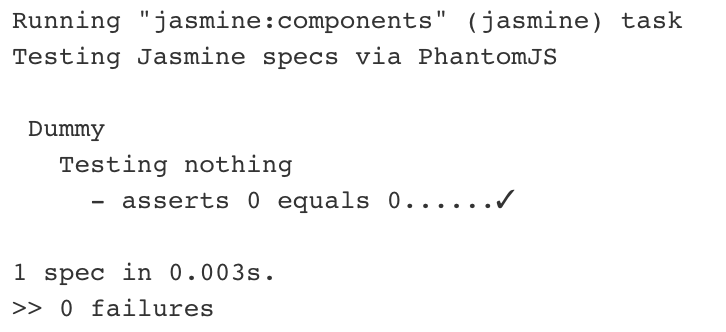 Running "jasmine:components" (jasmine) task
Testing Jasmine specs via PhantomJS
Dummy
Testing nothing
- asserts 0 equals 0......✓
1 spec in 0.003s.
>> 0 failures